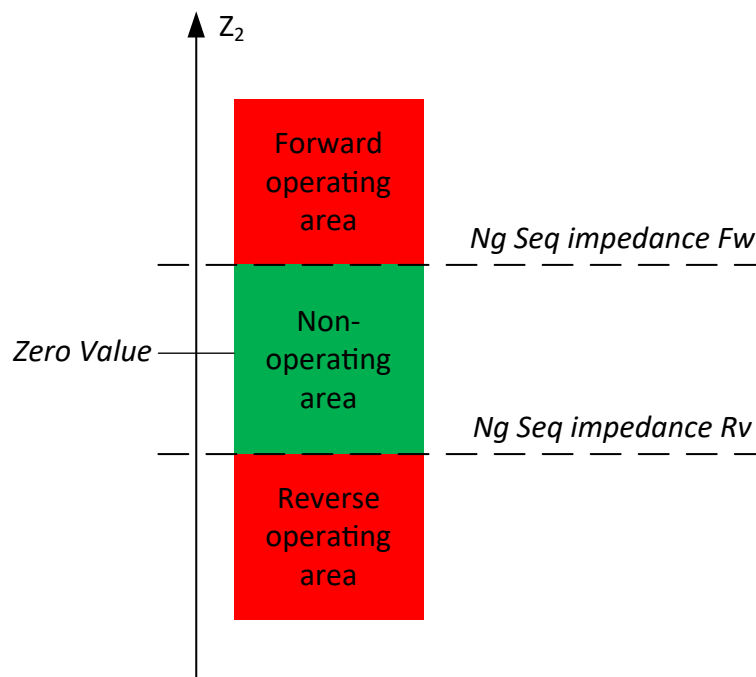 Z₂
Forward
operating
area
Ng Seq impedance Fw
Non-
operating
area
Zero Value
Ng Seq impedance Rv
Reverse
operating
area